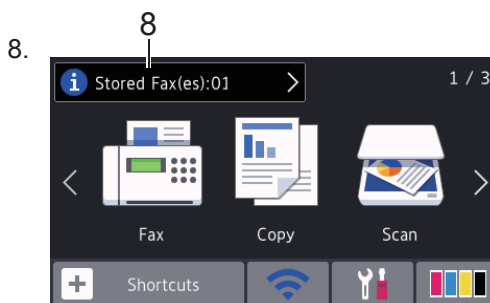 8
8.
Stored Fax(es):01
1 / 3
Fax
Copy
Scan
Shortcuts